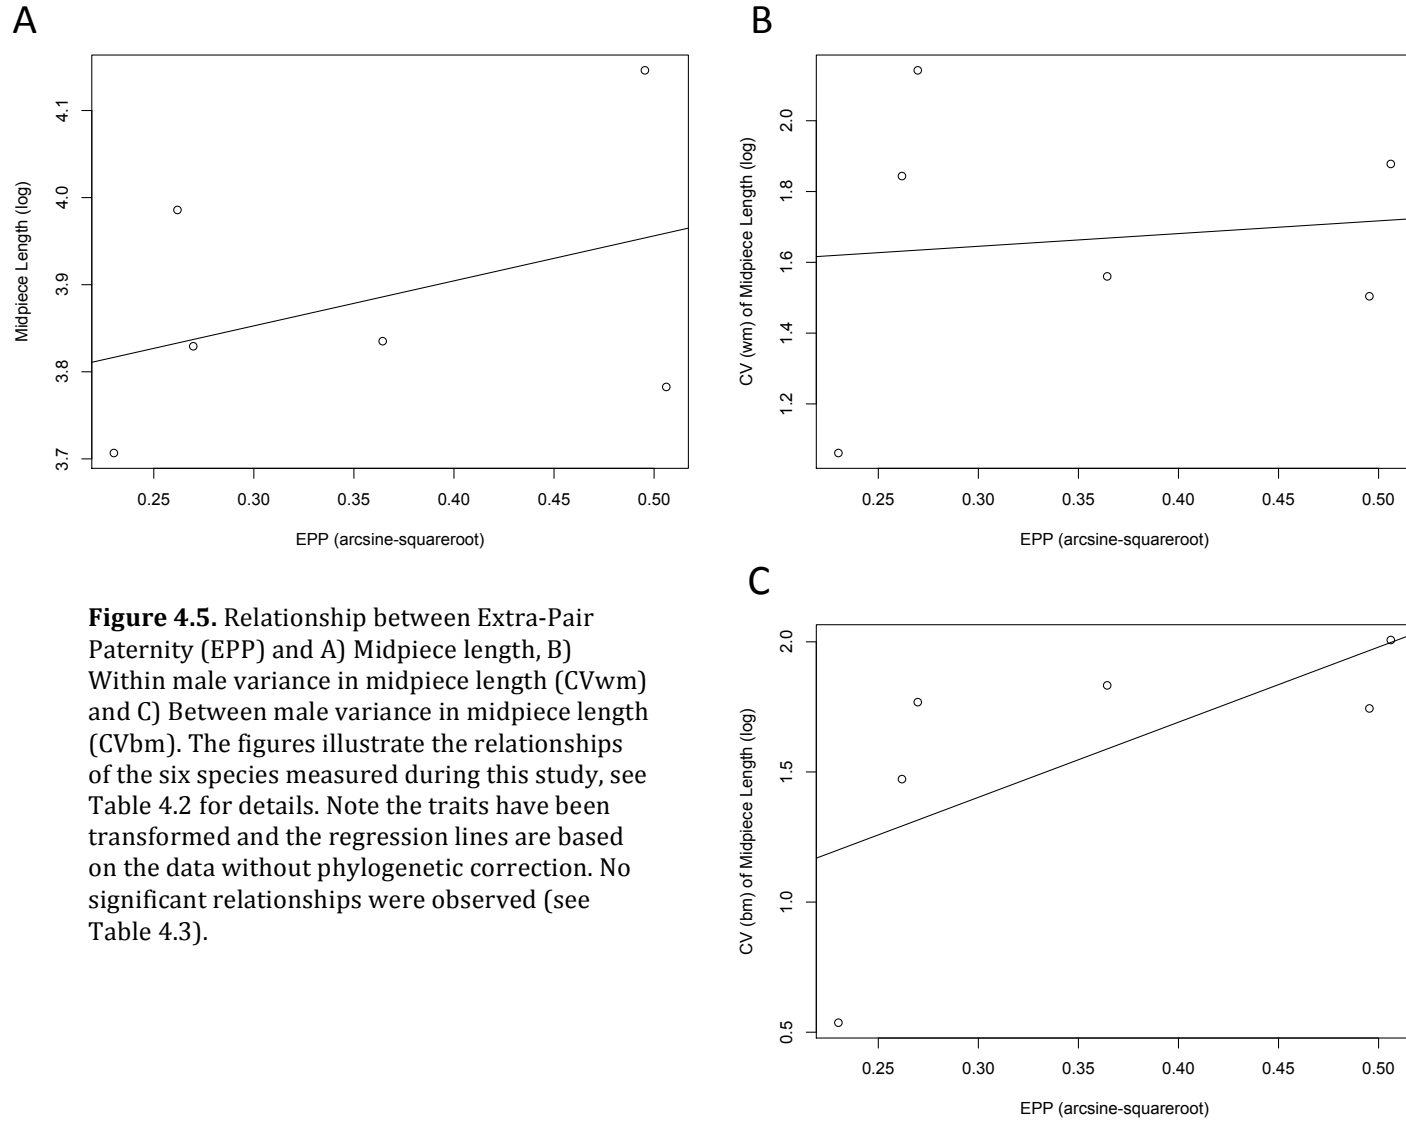 A
4.1
4.0
3.9
3.8
3.7
Midpiece Length (log)
0.25 0.30 0.35 0.40 0.45 0.50
EPP (arcsine-squareroot)
B
2.0
1.8
1.6
1.4
1.2
CV (wm) of Midpiece Length (log)
0.25 0.30 0.35 0.40 0.45 0.50
EPP (arcsine-squareroot)
Figure 4.5. Relationship between Extra-Pair
Paternity (EPP) and A) Midpiece length, B)
Within male variance in midpiece length (CVwm)
and C) Between male variance in midpiece length
(CVbm). The figures illustrate the relationships
of the six species measured during this study, see
Table 4.2 for details. Note the traits have been
transformed and the regression lines are based
on the data without phylogenetic correction. No
significant relationships were observed (see
Table 4.3).
C
2.0
1.5
1.0
0.5
CV (bm) of Midpiece Length (log)
0.25 0.30 0.35 0.40 0.45 0.50
EPP (arcsine-squareroot)